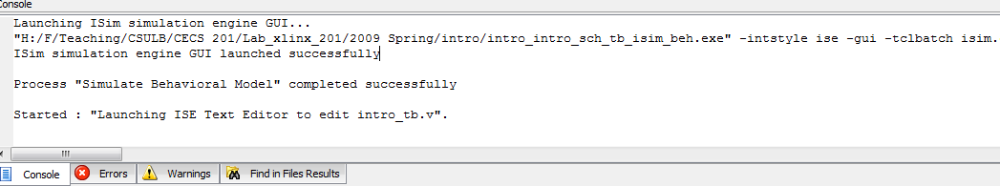 Console
Launching ISim simulation engine GUI...
"H:/F/Teaching/CSULB/CECS 201/Lab_xlinx_201/2009 Spring/intro/intro_intro_sch_tb_isim_beh.exe" -intstyle ise -gui -tclbatch isim.
ISim simulation engine GUI launched successfully
Process "Simulate Behavioral Model" completed successfully
Started : "Launching ISE Text Editor to edit intro_tb.v".
Console Errors Warnings Find in Files Results